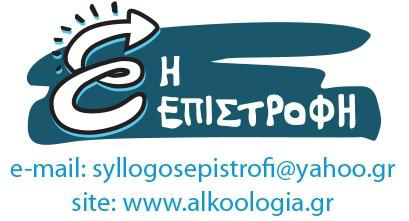 Η
ΕΠΙΣΤΡΟΦΗ
e-mail: syllogosepistrofi@yahoo.gr
site: www.alkoologia.gr